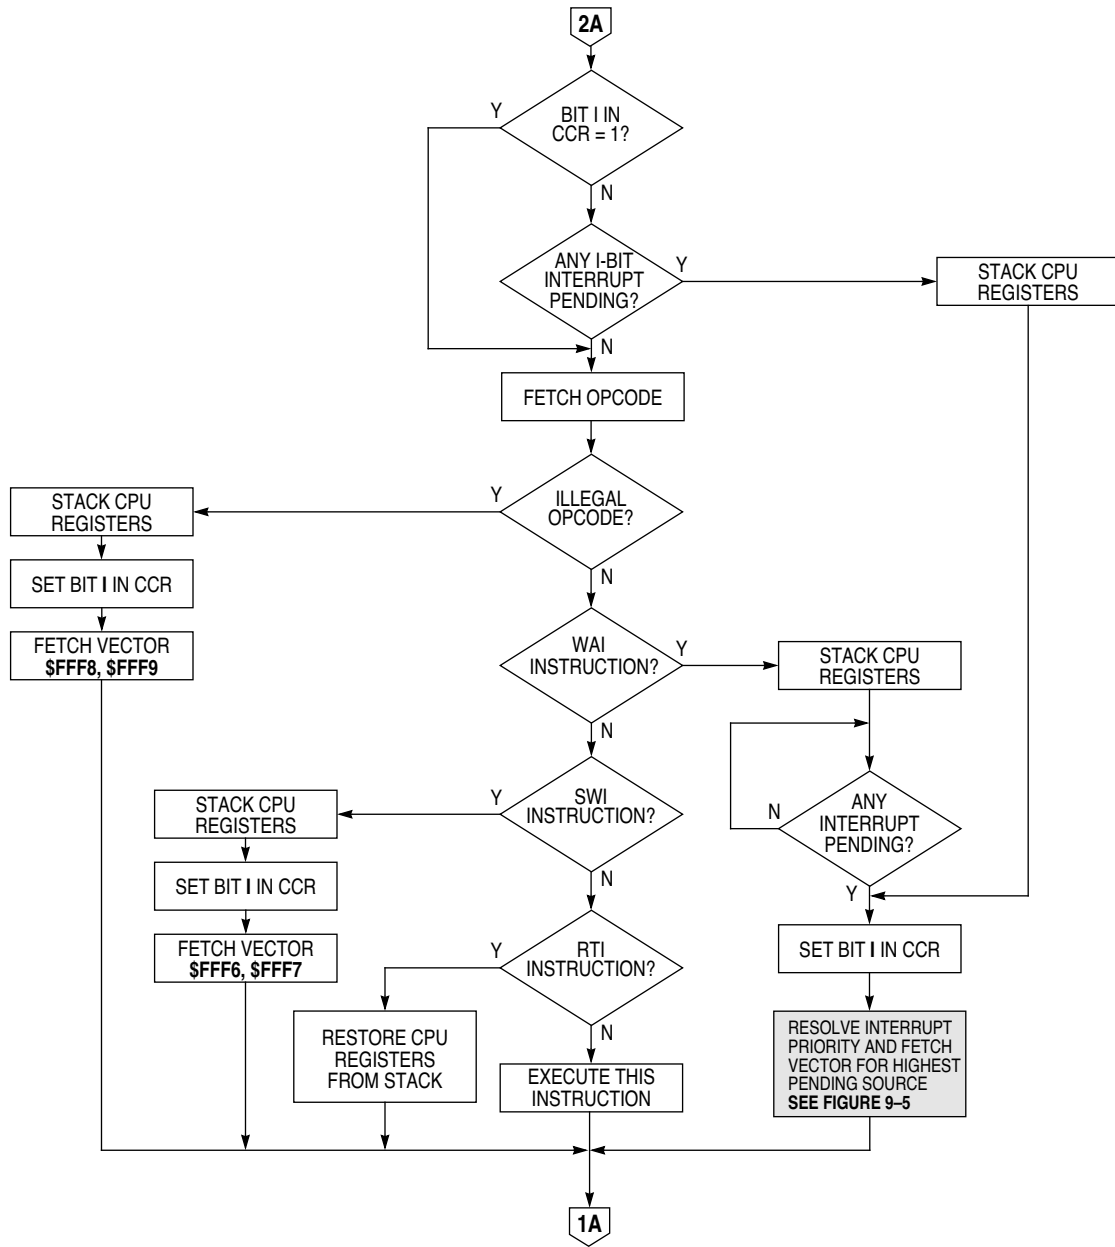 2A
Y
BIT I IN
CCR = 1?
N
ANY I-BIT
INTERRUPT
PENDING?
Y
STACK CPU
REGISTERS
N
FETCH OPCODE
STACK CPU
REGISTERS
Y
ILLEGAL
OPCODE?
N
SET BIT I IN CCR
FETCH VECTOR
$FFF8, $FFF9
WAI
INSTRUCTION?
Y
STACK CPU
REGISTERS
N
STACK CPU
REGISTERS
Y
SWI
INSTRUCTION?
N
ANY
INTERRUPT
PENDING?
N
Y
SET BIT I IN CCR
FETCH VECTOR
$FFF6, $FFF7
Y
RTI
INSTRUCTION?
SET BIT I IN CCR
N
RESTORE CPU
REGISTERS
FROM STACK
EXECUTE THIS
INSTRUCTION
RESOLVE INTERRUPT
PRIORITY AND FETCH
VECTOR FOR HIGHEST
PENDING SOURCE
SEE FIGURE 9–5
1A